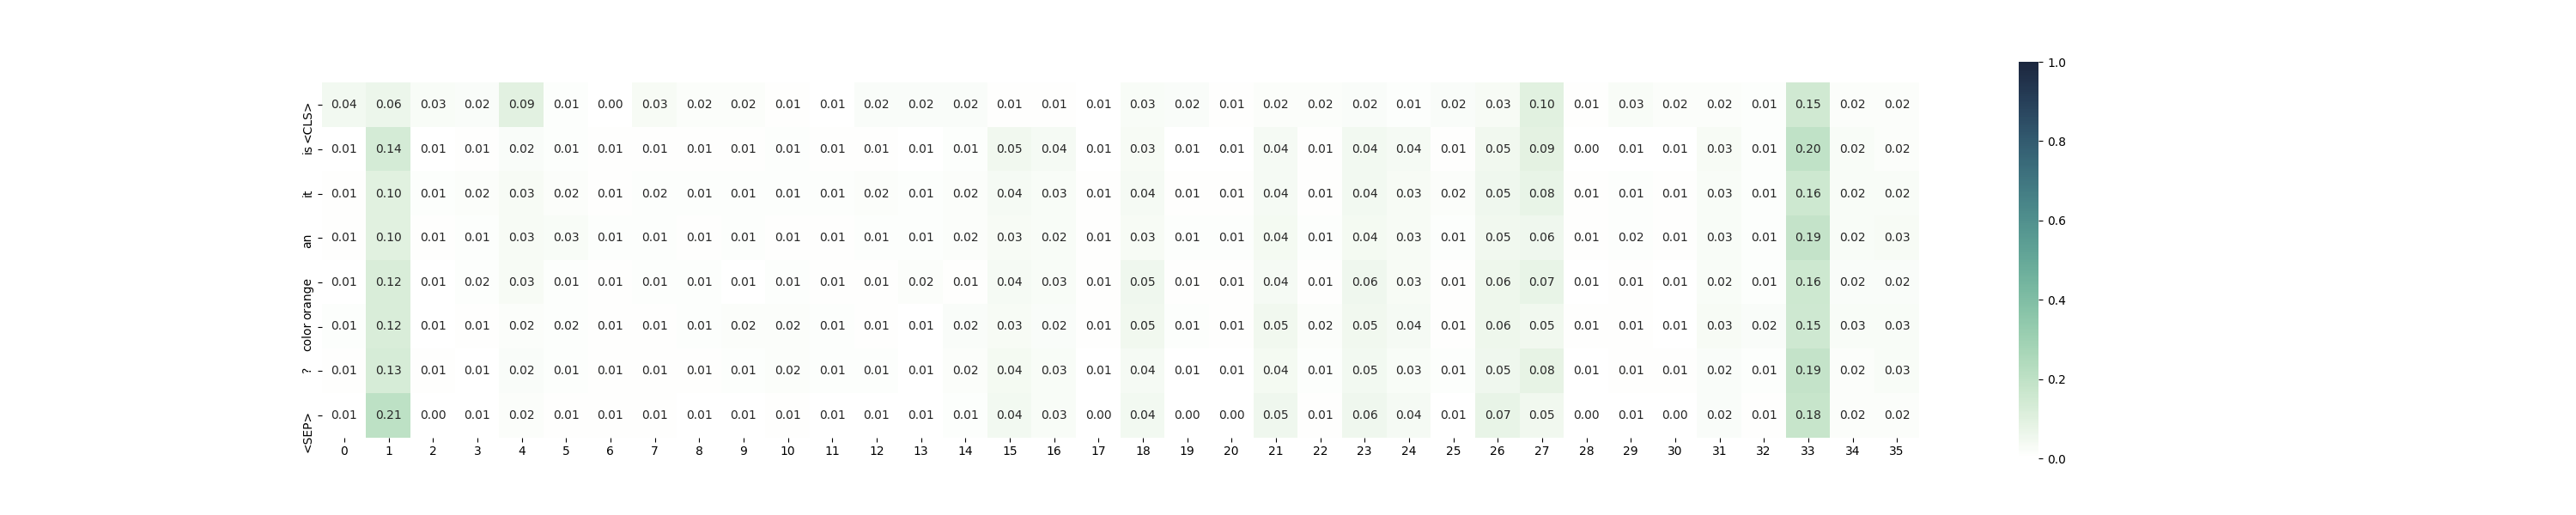 1.0
<CLS> 0.04 0.06 0.03 0.02 0.09 0.01 0.00 0.03 0.02 0.02 0.01 0.01 0.02 0.02 0.02 0.01 0.01 0.01 0.03 0.02 0.01 0.02 0.02 0.02 0.01 0.02 0.03 0.10 0.01 0.03 0.02 0.02 0.01 0.15 0.02 0.02
0.8
is 0.01 0.14 0.01 0.01 0.02 0.01 0.01 0.01 0.01 0.01 0.01 0.01 0.01 0.01 0.01 0.05 0.04 0.01 0.03 0.01 0.01 0.04 0.01 0.04 0.04 0.01 0.05 0.09 0.00 0.01 0.01 0.03 0.01 0.20 0.02 0.02
it 0.01 0.10 0.01 0.02 0.03 0.02 0.01 0.02 0.01 0.01 0.01 0.01 0.02 0.01 0.02 0.04 0.03 0.01 0.04 0.01 0.01 0.04 0.01 0.04 0.03 0.02 0.05 0.08 0.01 0.01 0.01 0.03 0.01 0.16 0.02 0.02
0.6
an 0.01 0.10 0.01 0.01 0.03 0.03 0.01 0.01 0.01 0.01 0.01 0.01 0.01 0.01 0.02 0.03 0.02 0.01 0.03 0.01 0.01 0.04 0.01 0.04 0.03 0.01 0.05 0.06 0.01 0.02 0.01 0.03 0.01 0.19 0.02 0.03
orange 0.01 0.12 0.01 0.02 0.03 0.01 0.01 0.01 0.01 0.01 0.01 0.01 0.01 0.02 0.01 0.04 0.03 0.01 0.05 0.01 0.01 0.04 0.01 0.06 0.03 0.01 0.06 0.07 0.01 0.01 0.01 0.02 0.01 0.16 0.02 0.02
0.4
color 0.01 0.12 0.01 0.01 0.02 0.02 0.01 0.01 0.01 0.02 0.02 0.01 0.01 0.01 0.02 0.03 0.02 0.01 0.05 0.01 0.01 0.05 0.02 0.05 0.04 0.01 0.06 0.05 0.01 0.01 0.01 0.03 0.02 0.15 0.03 0.03
? 0.01 0.13 0.01 0.01 0.02 0.01 0.01 0.01 0.01 0.01 0.02 0.01 0.01 0.01 0.02 0.04 0.03 0.01 0.04 0.01 0.01 0.04 0.01 0.05 0.03 0.01 0.05 0.08 0.01 0.01 0.01 0.02 0.01 0.19 0.02 0.03
0.2
<SEP> 0.01 0.21 0.00 0.01 0.02 0.01 0.01 0.01 0.01 0.01 0.01 0.01 0.01 0.01 0.01 0.04 0.03 0.00 0.04 0.00 0.00 0.05 0.01 0.06 0.04 0.01 0.07 0.05 0.00 0.01 0.00 0.02 0.01 0.18 0.02 0.02
0 1 2 3 4 5 6 7 8 9 10 11 12 13 14 15 16 17 18 19 20 21 22 23 24 25 26 27 28 29 30 31 32 33 34 35
0.0